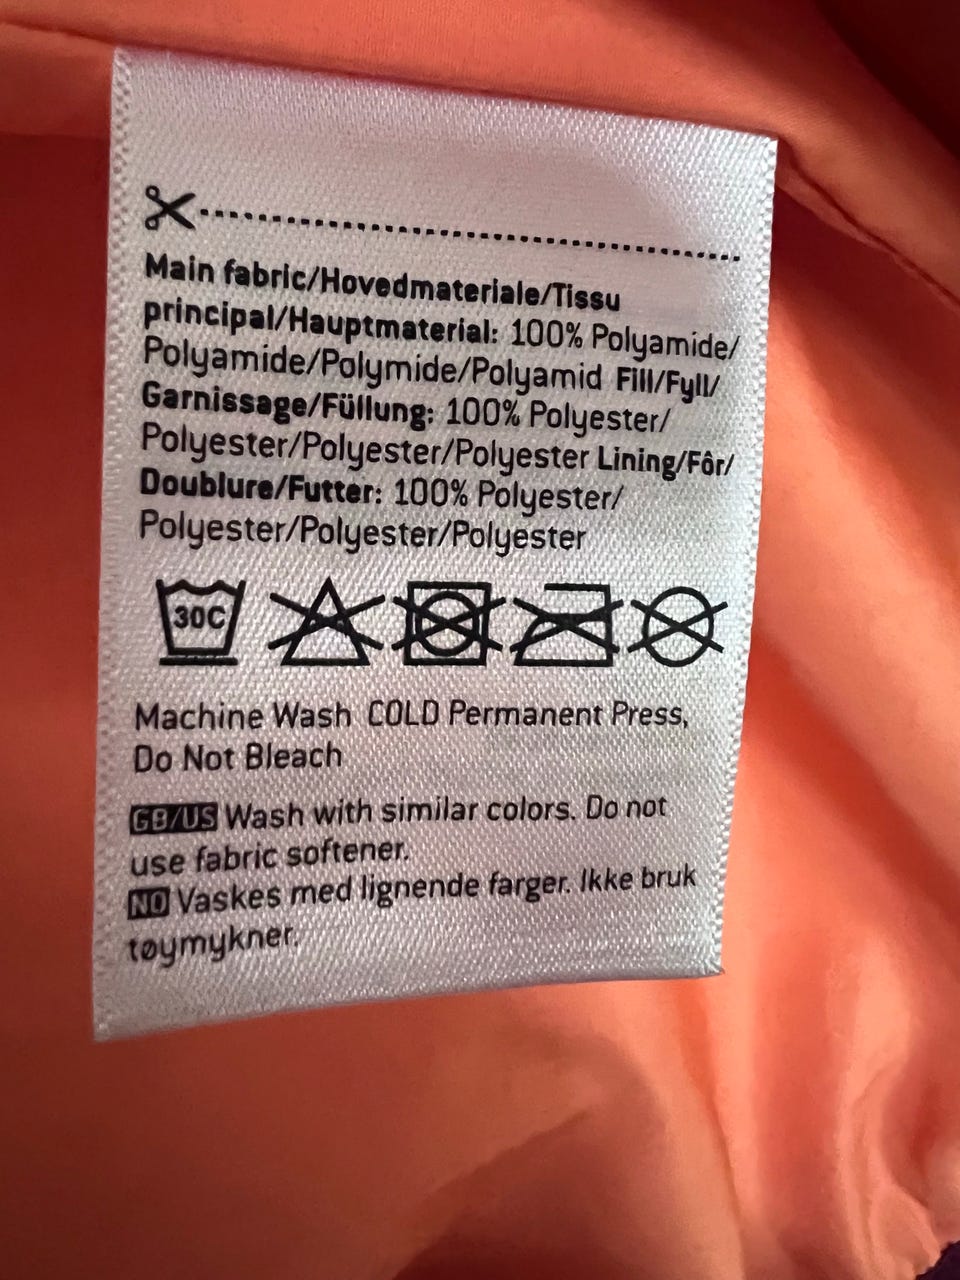 Main fabric/Hovedmateriale/Tissu
principal/Hauptmaterial: 100% Polyamide/
Polyamide/Polymide/Polyamid Fill/Fyll/
Garnissage/Füllung: 100% Polyester/
Polyester/Polyester/Polyester Lining/Fôr/
Doublure/Futter: 100% Polyester/
Polyester/Polyester/Polyester
30C
Machine Wash COLD Permanent Press,
Do Not Bleach
GB/US Wash with similar colors. Do not
use fabric softener.
NO Vaskes med lignende farger. Ikke bruk
tøymykner.